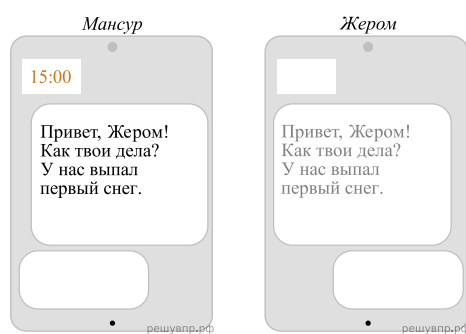 Мансур
15:00
Привет, Жером!
Как твои дела?
У нас выпал
первый снег.
решувпр.рф
Жером
Привет, Жером!
Как твои дела?
У нас выпал
первый снег.
решувпр.рф